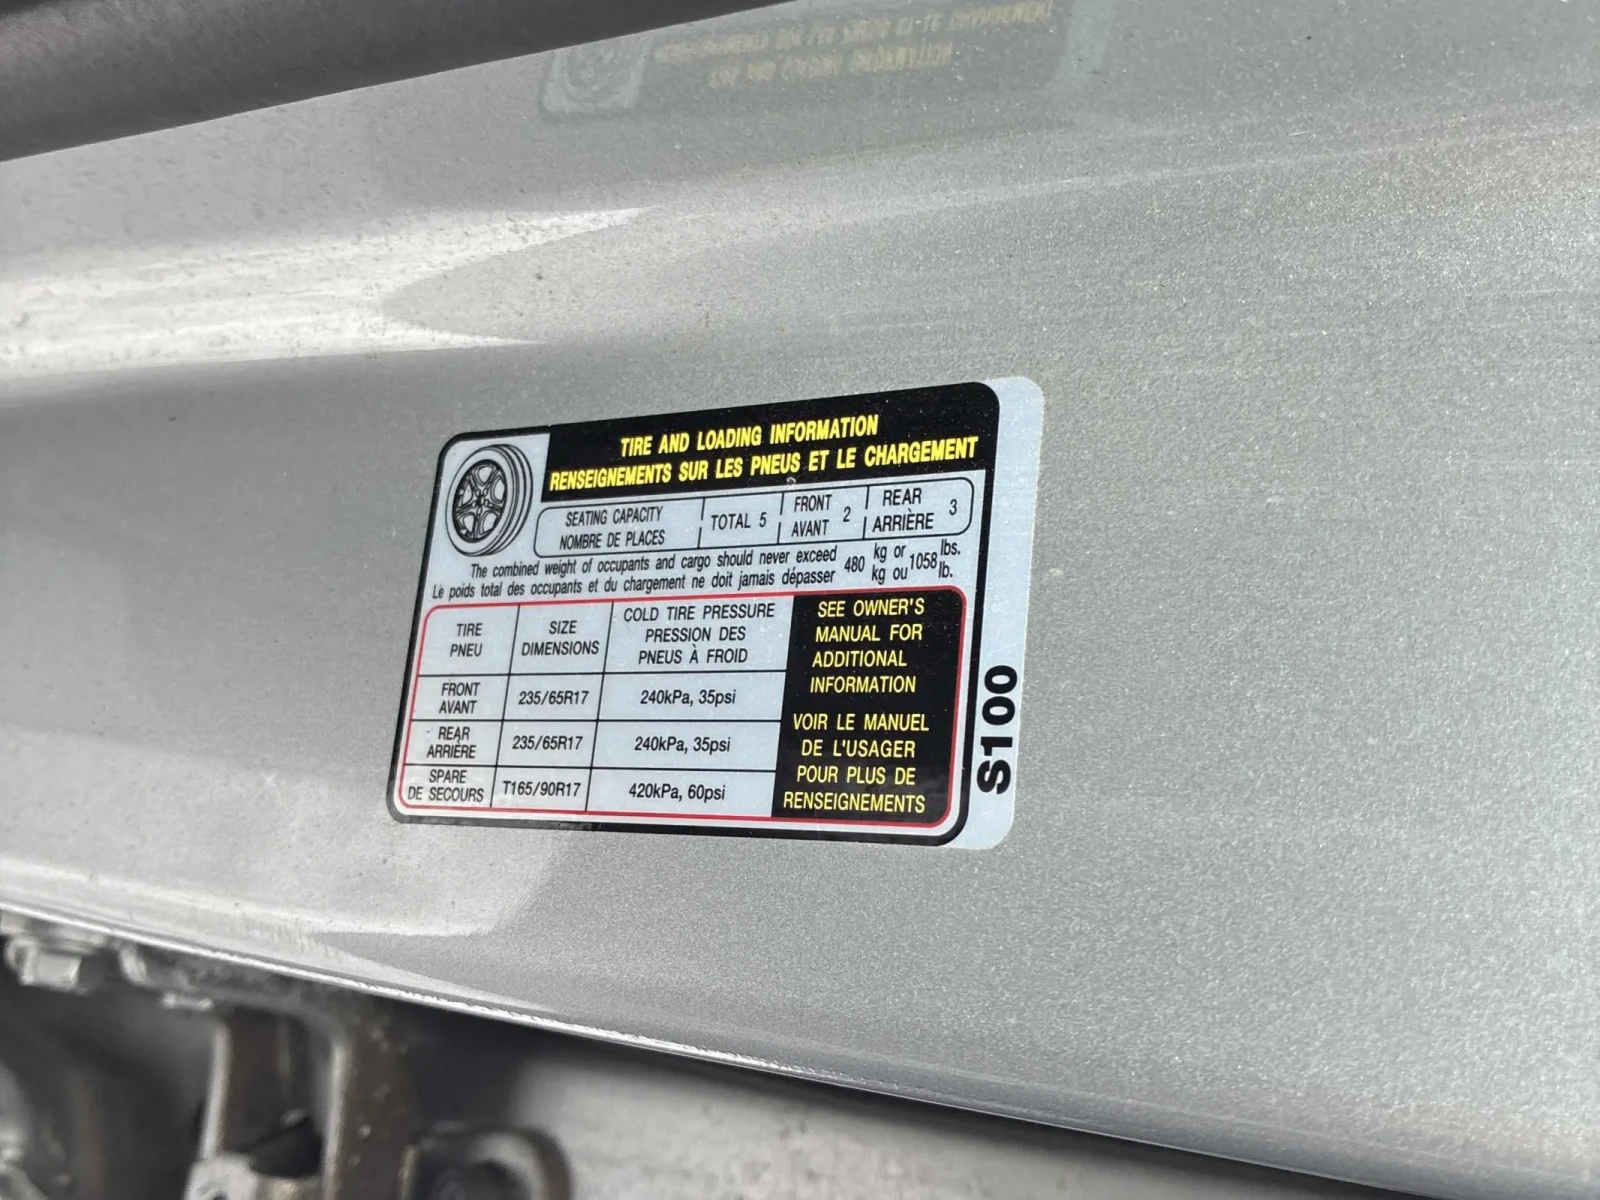 TIRE AND LOADING INFORMATION
RENSEIGNEMENTS SUR LES PNEUS ET LE CHARGEMENT
SEATING CAPACITY
NOMBRE DE PLACES
TOTAL 5
FRONT
AVANT 2
REAR
ARRIÈRE 3
The combined weight of occupants and cargo should never exceed 480 kg or 1058 lbs.
Le poids total des occupants et du chargement ne doit jamais dépasser kg ou lb.
TIRE
PNEU
SIZE
DIMENSIONS
COLD TIRE PRESSURE
PRESSION DES
PNEUS À FROID
FRONT
AVANT
235/65R17
240kPa, 35psi
REAR
ARRIÈRE
235/65R17
240kPa, 35psi
SPARE
DE SECOURS
T165/90R17
420kPa, 60psi
SEE OWNER'S
MANUAL FOR
ADDITIONAL
INFORMATION
VOIR LE MANUEL
DE L'USAGER
POUR PLUS DE
RENSEIGNEMENTS
S100